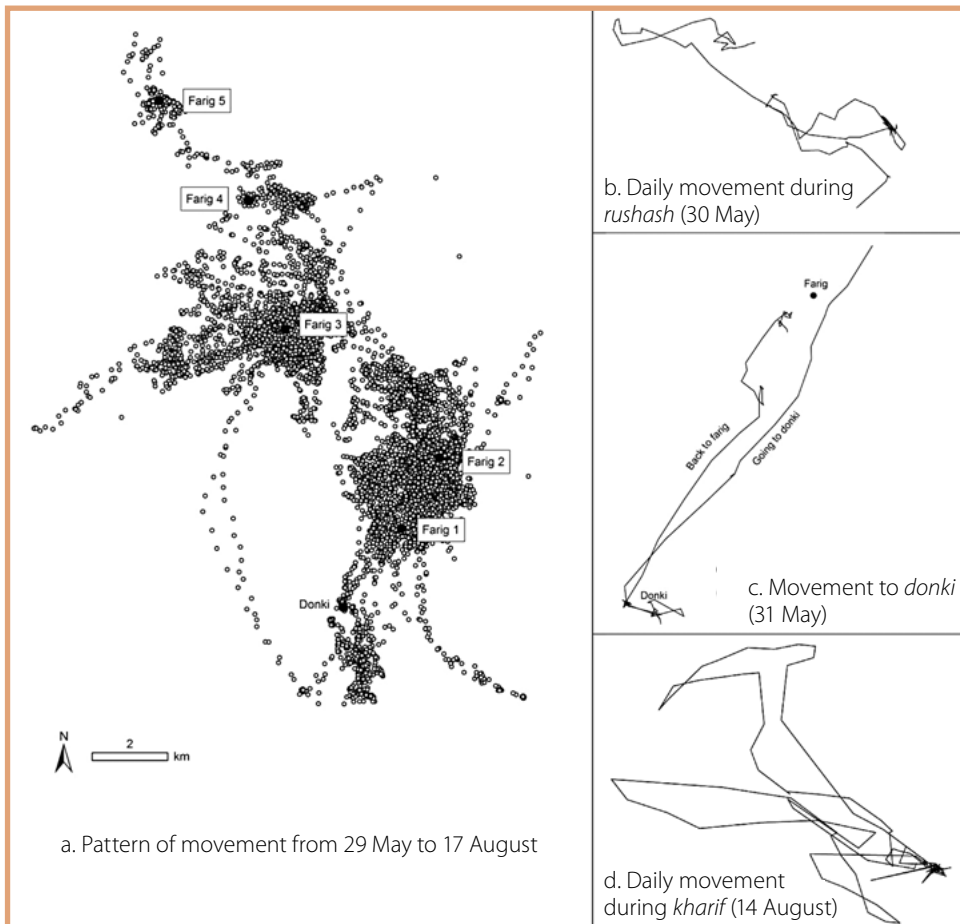 Farig 5
Farig 4
Farig 3
Farig 2
Farig 1
Donki
N
2
km
a. Pattern of movement from 29 May to 17 August
b. Daily movement during
rushash (30 May)
Farig
Back to farig
Going to donki
Donki
c. Movement to donki
(31 May)
d. Daily movement
during kharif (14 August)